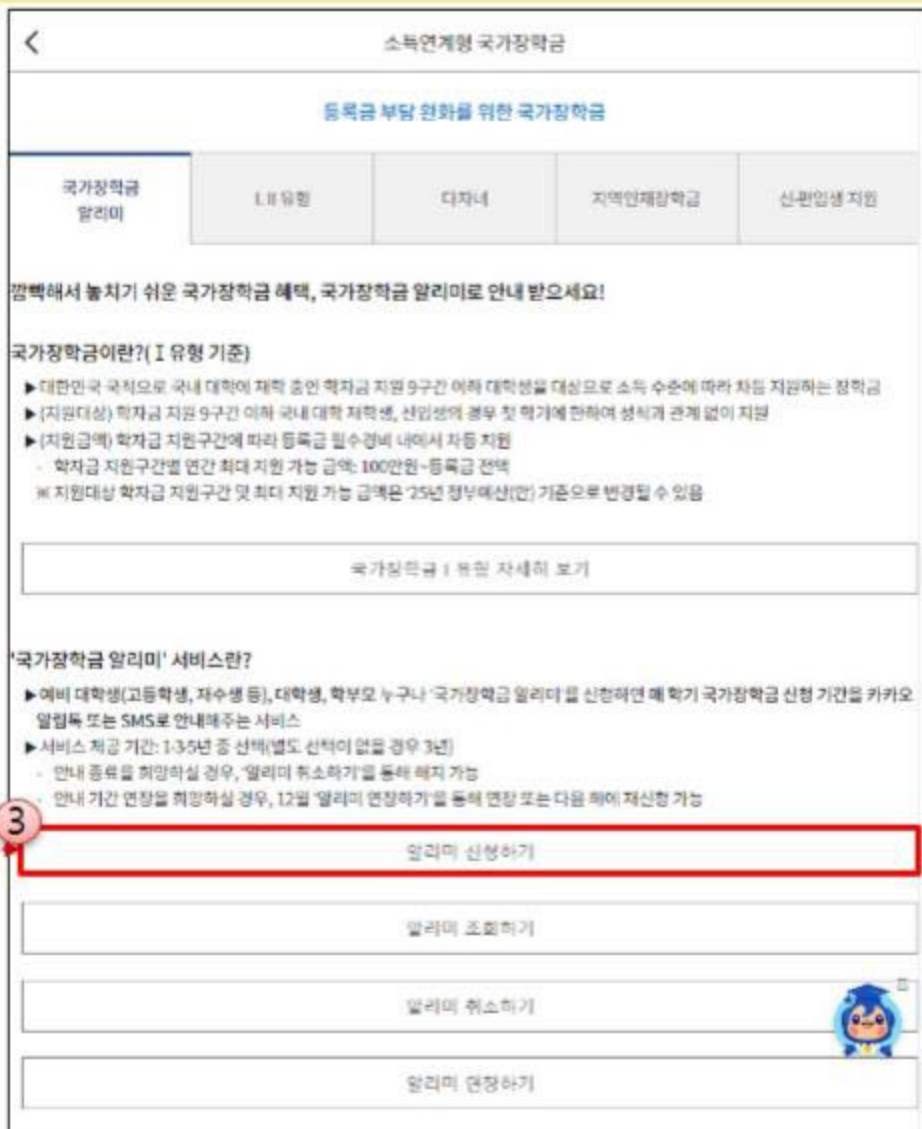 소득연계형 국가장학금
등록금 부담 완화를 위한 국가장학금
국가장학금
알리미
I, II 유형
다자녀
지역인재장학금
신·편입생 지원
깜빡해서 놓치기 쉬운 국가장학금 혜택, 국가장학금 알리미로 안내 받으세요!
국가장학금이란?( I 유형 기준)
▶ 대한민국 국적으로 국내 대학에 재학 중인 학자금 지원 9구간 이하 대학생을 대상으로 소득 수준에 따라 차등 지원하는 장학금
▶ (지원대상) 학자금 지원 9구간 이하 국내 대학 재학생, 신입생의 경우 첫 학기에 한하여 성적과 관계 없이 지원
▶ (지원금액) 학자금 지원구간에 따라 등록금 필수경비 내에서 차등 지원
- 학자금 지원구간별 연간 최대 지원 가능 금액: 100만원~등록금 전액
※ 지원대상 학자금 지원구간 및 최대 지원 가능 금액은 '25년 정부예산(안) 기준으로 변경될 수 있음
국가장학금 I 유형 자세히 보기
'국가장학금 알리미' 서비스란?
▶ 예비 대학생(고등학생, 재수생 등), 대학생, 학부모 누구나 '국가장학금 알리미'을 신청하면 매 학기 국가장학금 신청 기간을 카카오
알림톡 또는 SMS로 안내해주는 서비스
▶ 서비스 제공 기간: 1·3·5년 중 선택(별도 선택이 없을 경우 3년)
- 안내 종료를 희망하실 경우, '알리미 취소하기'을 통해 해지 가능
- 안내 기간 연장을 희망하실 경우, 12월 '알리미 연장하기'을 통해 연장 또는 다음 해에 재신청 가능
3
알리미 신청하기
알리미 조회하기
알리미 취소하기
알리미 연장하기